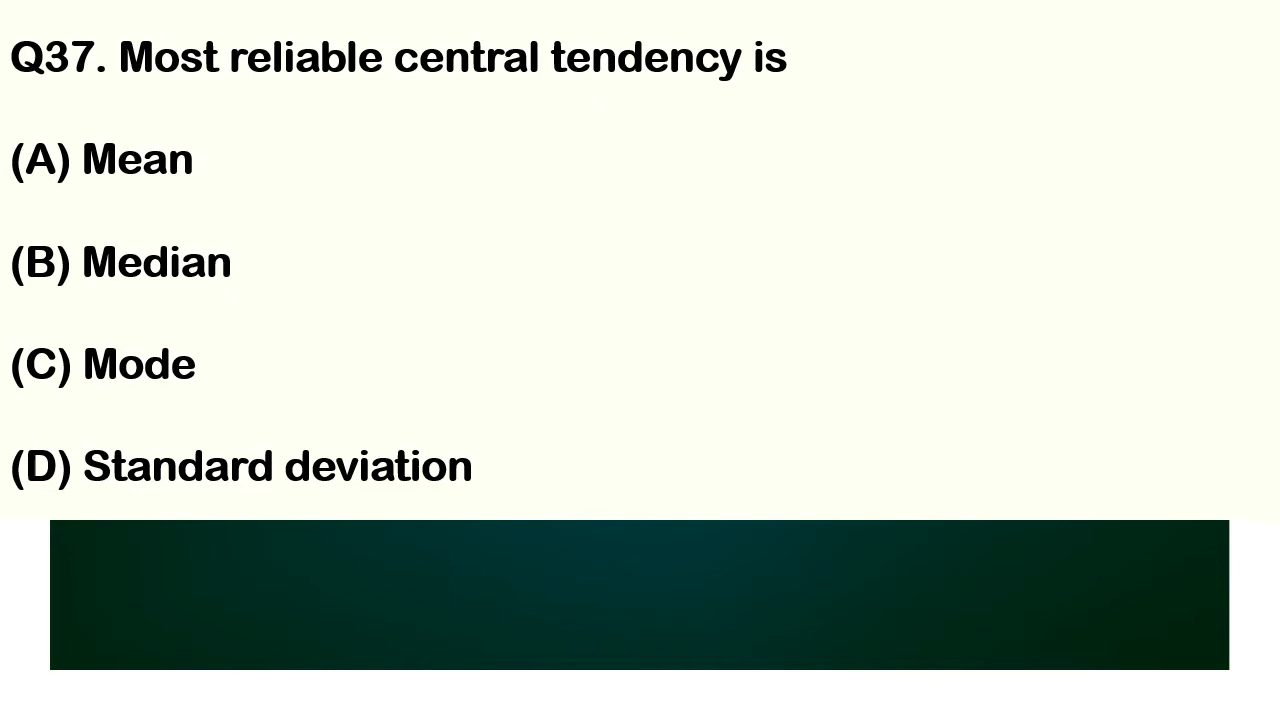 Q37. Most reliable central tendency is
(A) Mean
(B) Median
(C) Mode
(D) Standard deviation